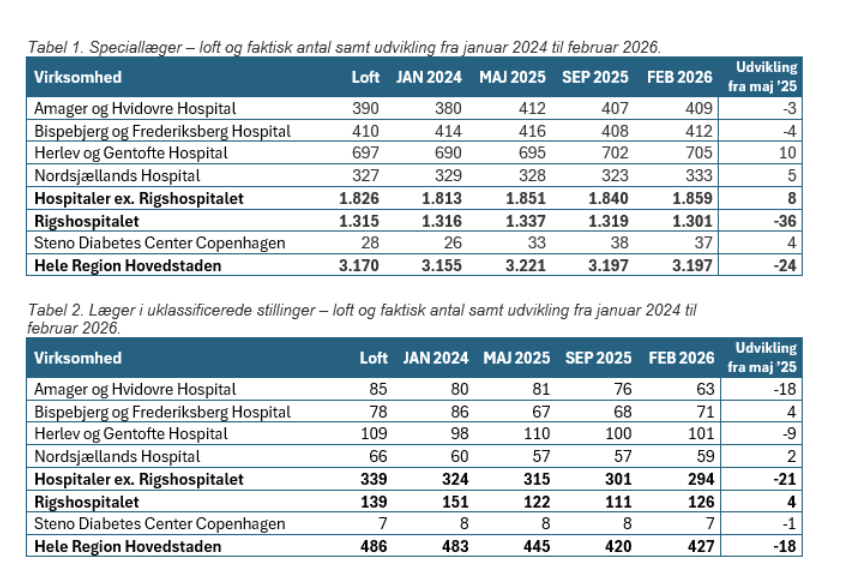 Tabel 1. Speciallæger – loft og faktisk antal samt udvikling fra januar 2024 til februar 2026.
Virksomhed Loft JAN 2024 MAJ 2025 SEP 2025 FEB 2026 Udvikling fra maj ’25
Amager og Hvidovre Hospital 390 380 412 407 409 -3
Bispebjerg og Frederiksberg Hospital 410 414 416 408 412 -4
Herlev og Gentofte Hospital 697 690 695 702 705 10
Nordsjællands Hospital 327 329 328 323 333 5
Hospitaler ex. Rigshospitalet 1.826 1.813 1.851 1.840 1.859 8
Rigshospitalet 1.315 1.316 1.337 1.319 1.301 -36
Steno Diabetes Center Copenhagen 28 26 33 38 37 4
Hele Region Hovedstaden 3.170 3.155 3.221 3.197 3.197 -24
Tabel 2. Læger i uklassificerede stillinger – loft og faktisk antal samt udvikling fra januar 2024 til
februar 2026.
Virksomhed Loft JAN 2024 MAJ 2025 SEP 2025 FEB 2026 Udvikling fra maj ’25
Amager og Hvidovre Hospital 85 80 81 76 63 -18
Bispebjerg og Frederiksberg Hospital 78 86 67 68 71 4
Herlev og Gentofte Hospital 109 98 110 100 101 -9
Nordsjællands Hospital 66 60 57 57 59 2
Hospitaler ex. Rigshospitalet 339 324 315 301 294 -21
Rigshospitalet 139 151 122 111 126 4
Steno Diabetes Center Copenhagen 7 8 8 8 7 -1
Hele Region Hovedstaden 486 483 445 420 427 -18